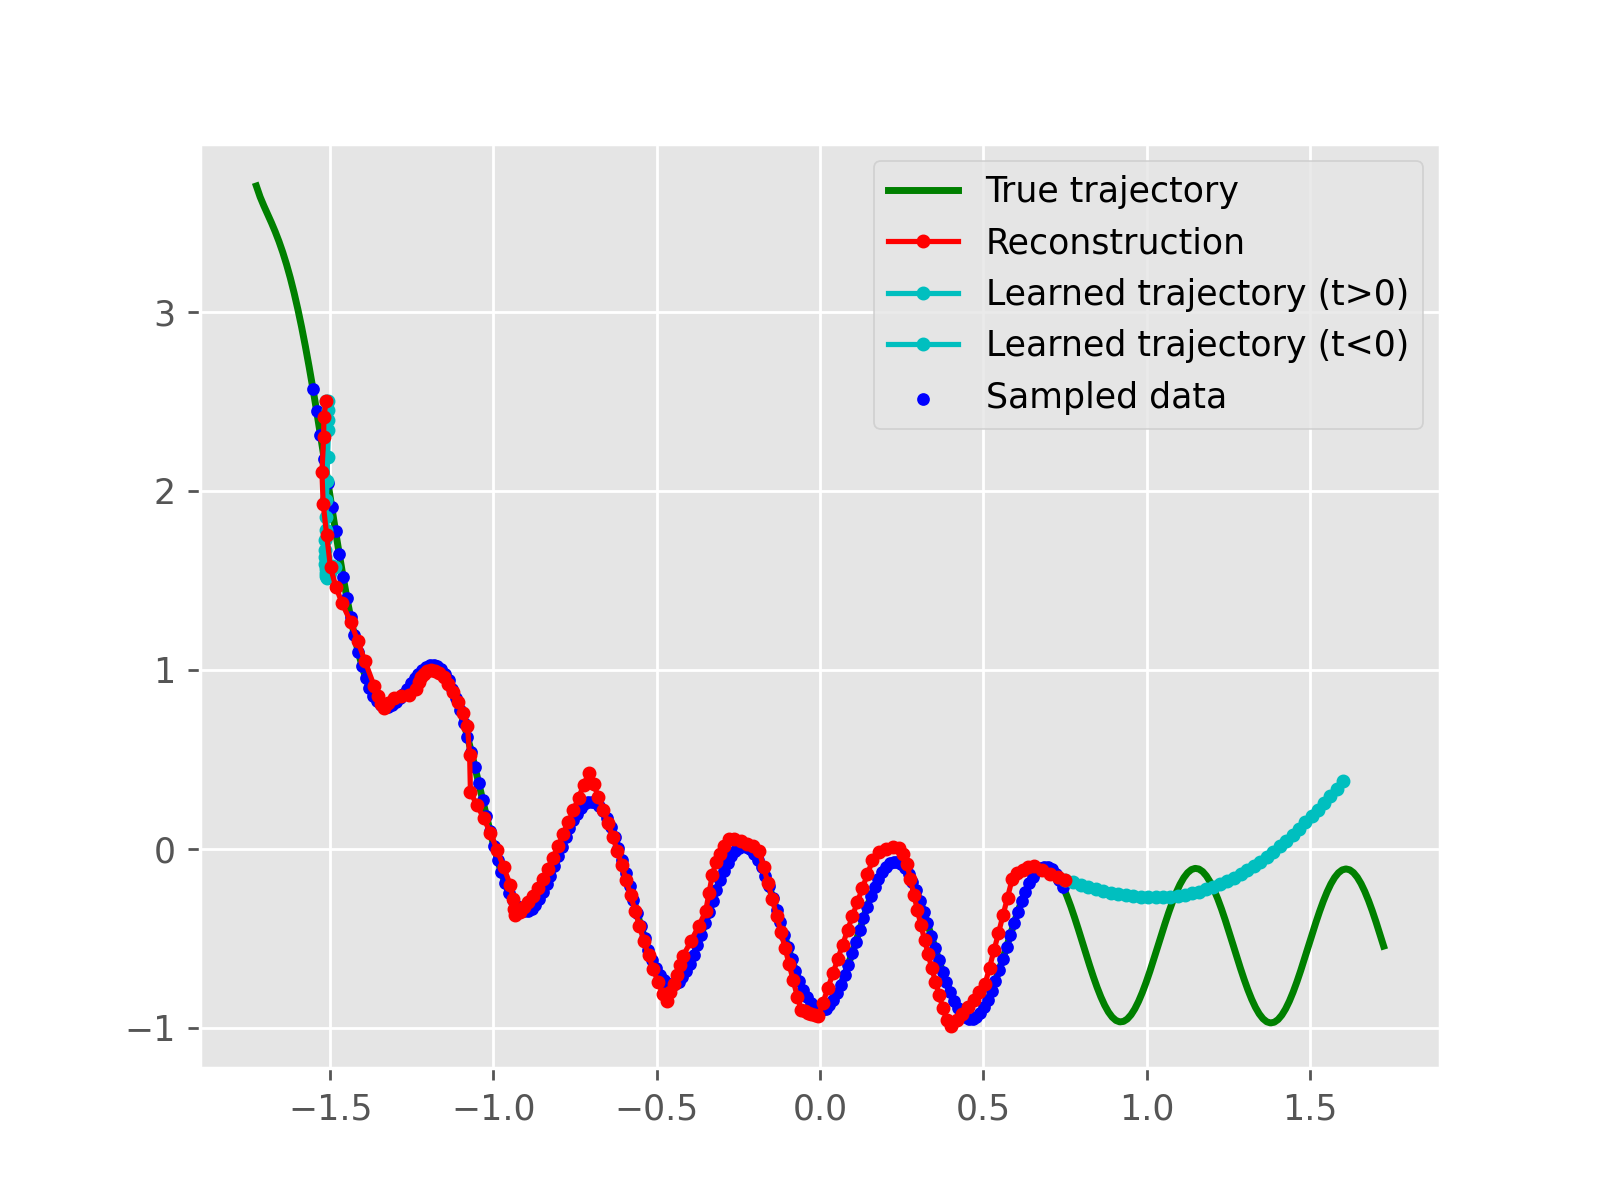 True trajectory
Reconstruction
Learned trajectory (t>0)
Learned trajectory (t<0)
Sampled data
3
2
1
0
−1
−1.5 −1.0 −0.5 0.0 0.5 1.0 1.5